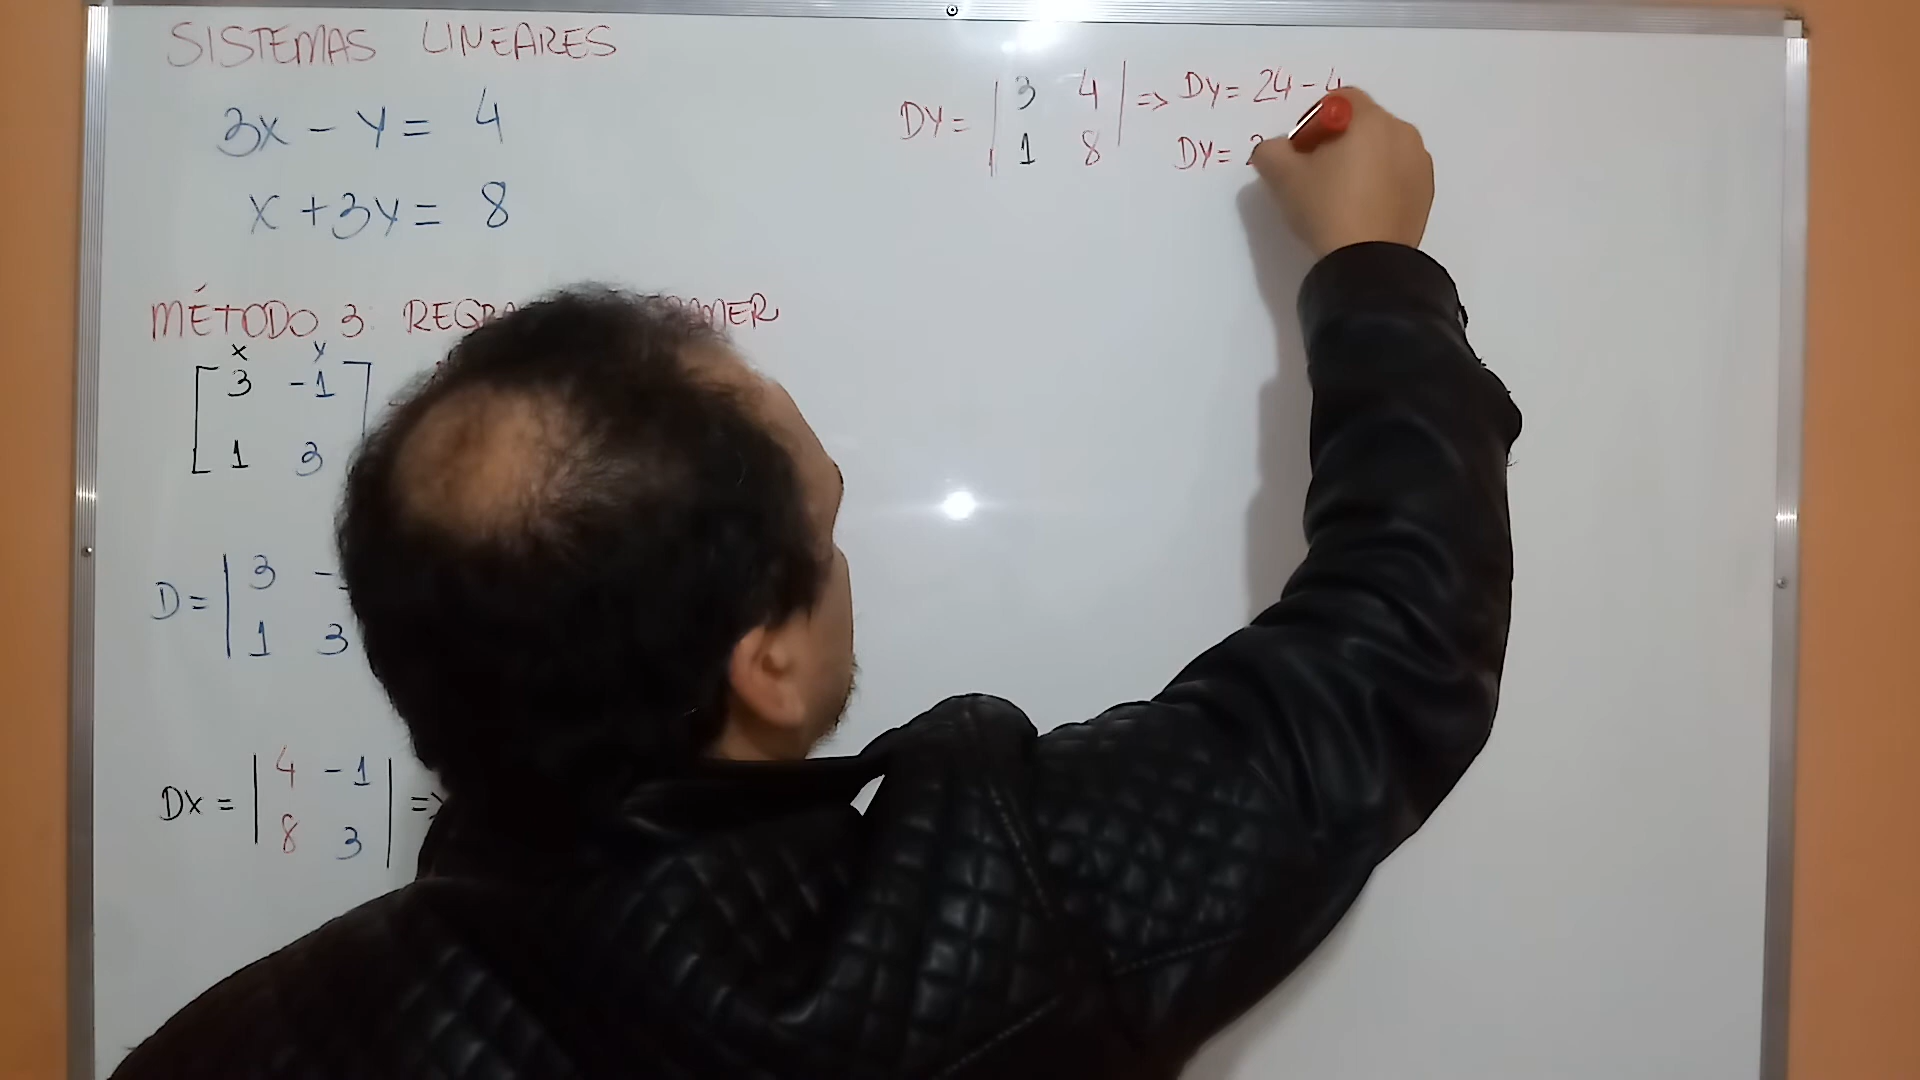 SISTEMAS LINEARES
3x - y = 4
x + 3y = 8
MÉTODO 3:
x y
3 -1
1 3
D = | 3 -
1 3
Dx = | 4 -1 | =>
8 3
Dy = | 3 4 | => Dy = 24 - 4
1 8 Dy = 2